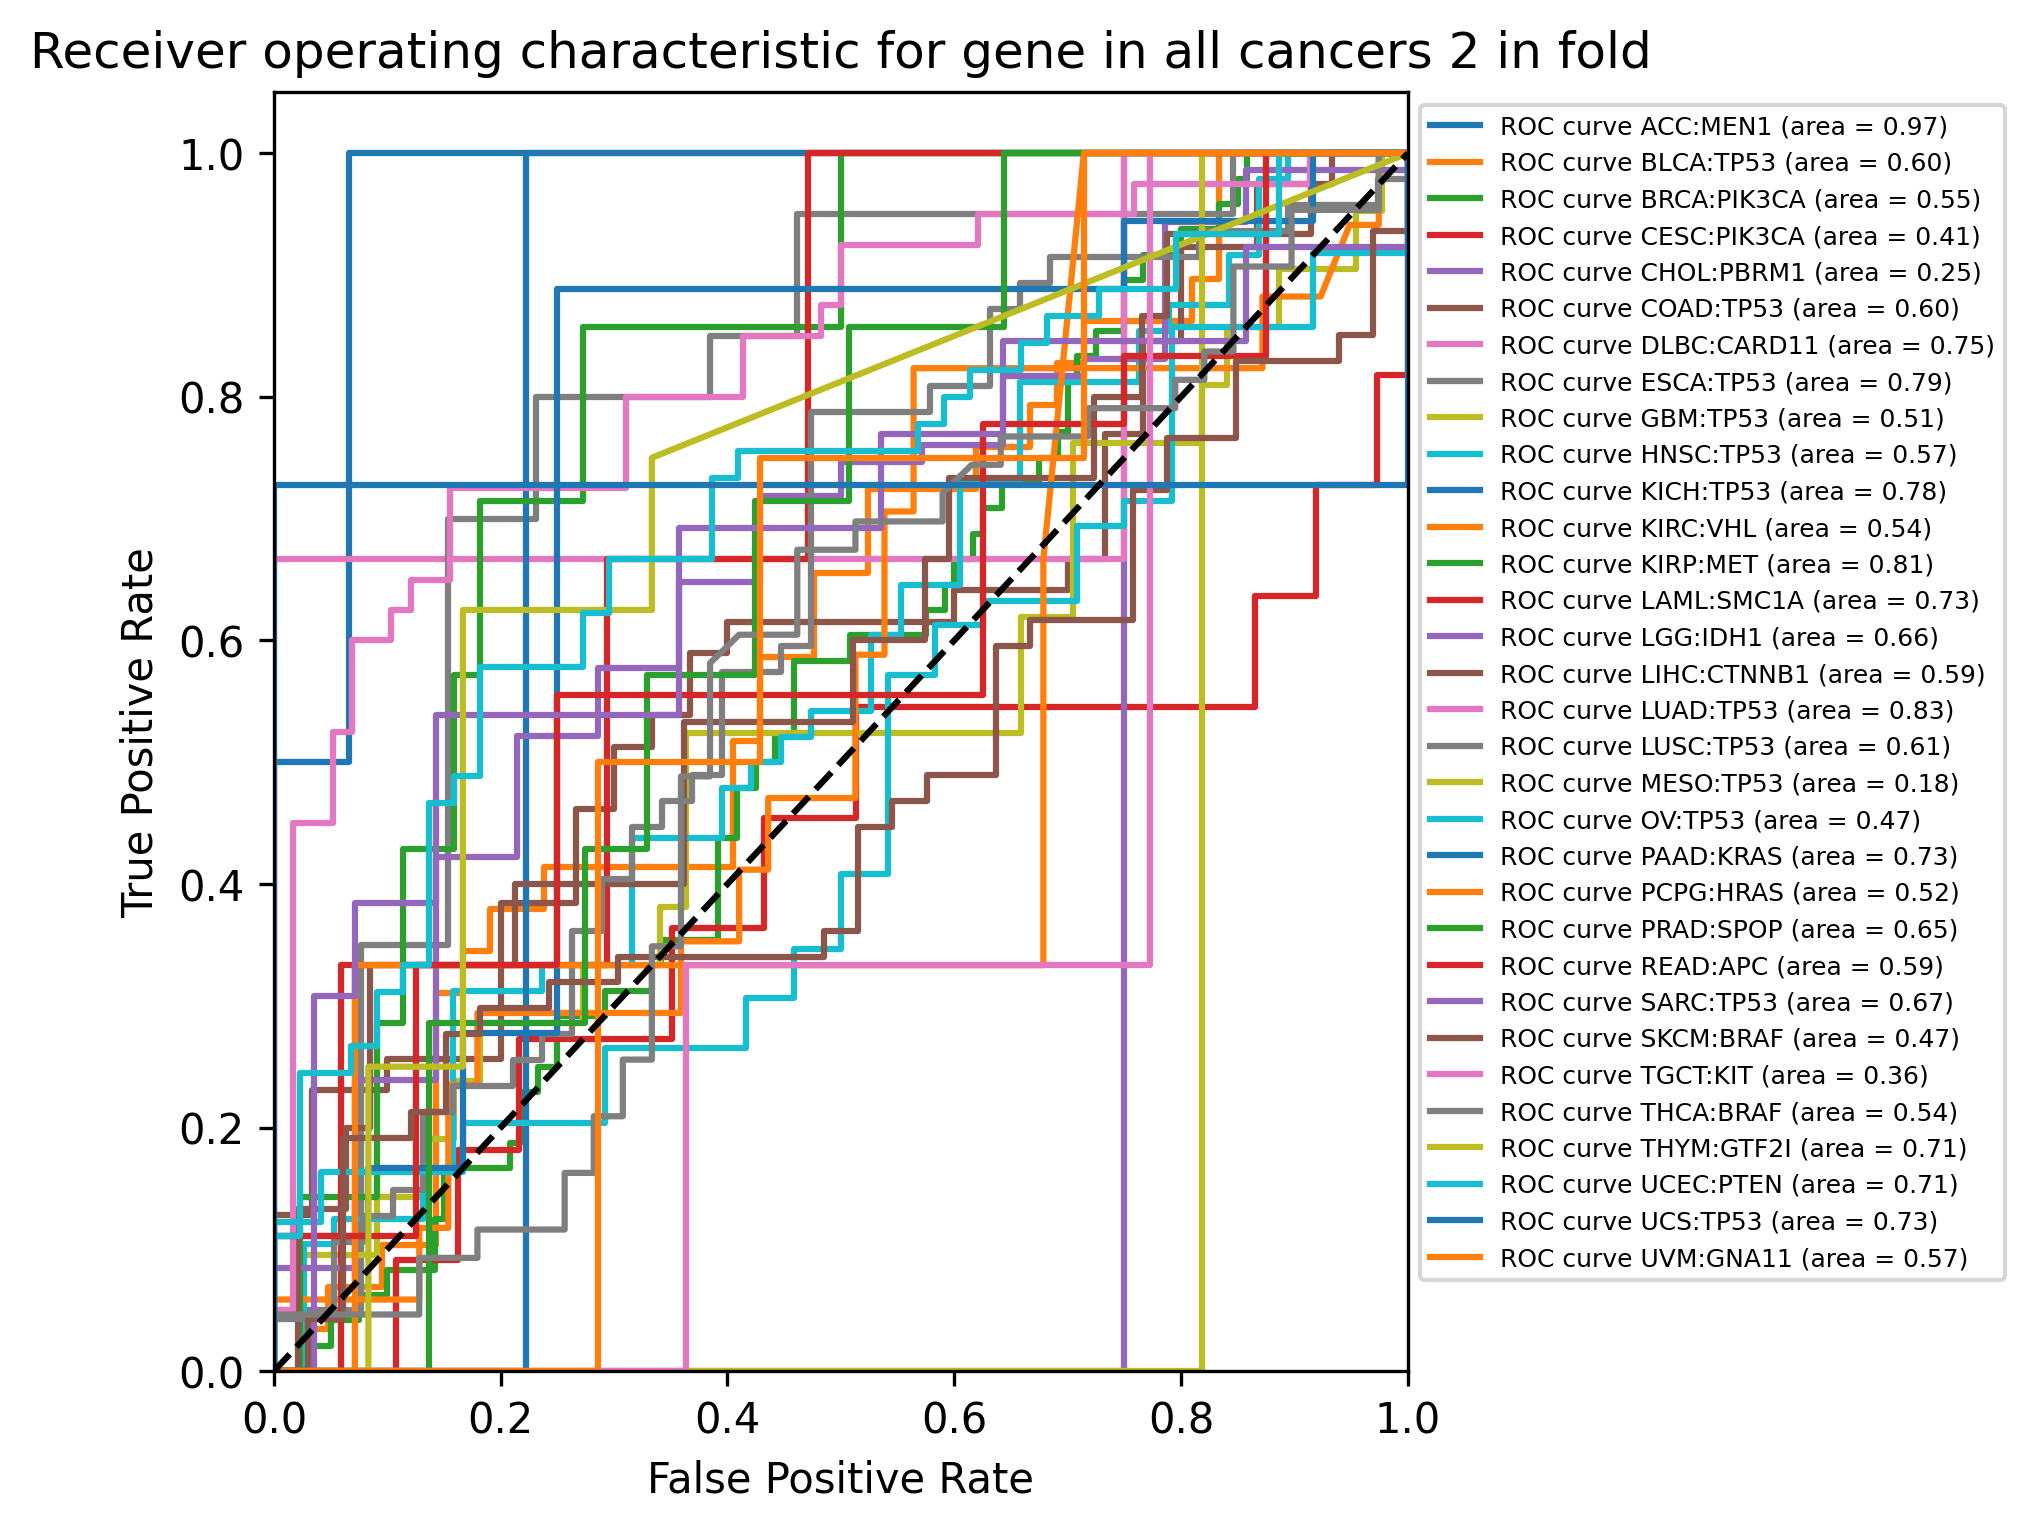 Receiver operating characteristic for gene in all cancers 2 in fold
True Positive Rate
1.0
0.8
0.6
0.4
0.2
0.0
0.0 0.2 0.4 0.6 0.8 1.0
False Positive Rate
ROC curve ACC:MEN1 (area = 0.97)
ROC curve BLCA:TP53 (area = 0.60)
ROC curve BRCA:PIK3CA (area = 0.55)
ROC curve CESC:PIK3CA (area = 0.41)
ROC curve CHOL:PBRM1 (area = 0.25)
ROC curve COAD:TP53 (area = 0.60)
ROC curve DLBC:CARD11 (area = 0.75)
ROC curve ESCA:TP53 (area = 0.79)
ROC curve GBM:TP53 (area = 0.51)
ROC curve HNSC:TP53 (area = 0.57)
ROC curve KICH:TP53 (area = 0.78)
ROC curve KIRC:VHL (area = 0.54)
ROC curve KIRP:MET (area = 0.81)
ROC curve LAML:SMC1A (area = 0.73)
ROC curve LGG:IDH1 (area = 0.66)
ROC curve LIHC:CTNNB1 (area = 0.59)
ROC curve LUAD:TP53 (area = 0.83)
ROC curve LUSC:TP53 (area = 0.61)
ROC curve MESO:TP53 (area = 0.18)
ROC curve OV:TP53 (area = 0.47)
ROC curve PAAD:KRAS (area = 0.73)
ROC curve PCPG:HRAS (area = 0.52)
ROC curve PRAD:SPOP (area = 0.65)
ROC curve READ:APC (area = 0.59)
ROC curve SARC:TP53 (area = 0.67)
ROC curve SKCM:BRAF (area = 0.47)
ROC curve TGCT:KIT (area = 0.36)
ROC curve THCA:BRAF (area = 0.54)
ROC curve THYM:GTF2I (area = 0.71)
ROC curve UCEC:PTEN (area = 0.71)
ROC curve UCS:TP53 (area = 0.73)
ROC curve UVM:GNA11 (area = 0.57)